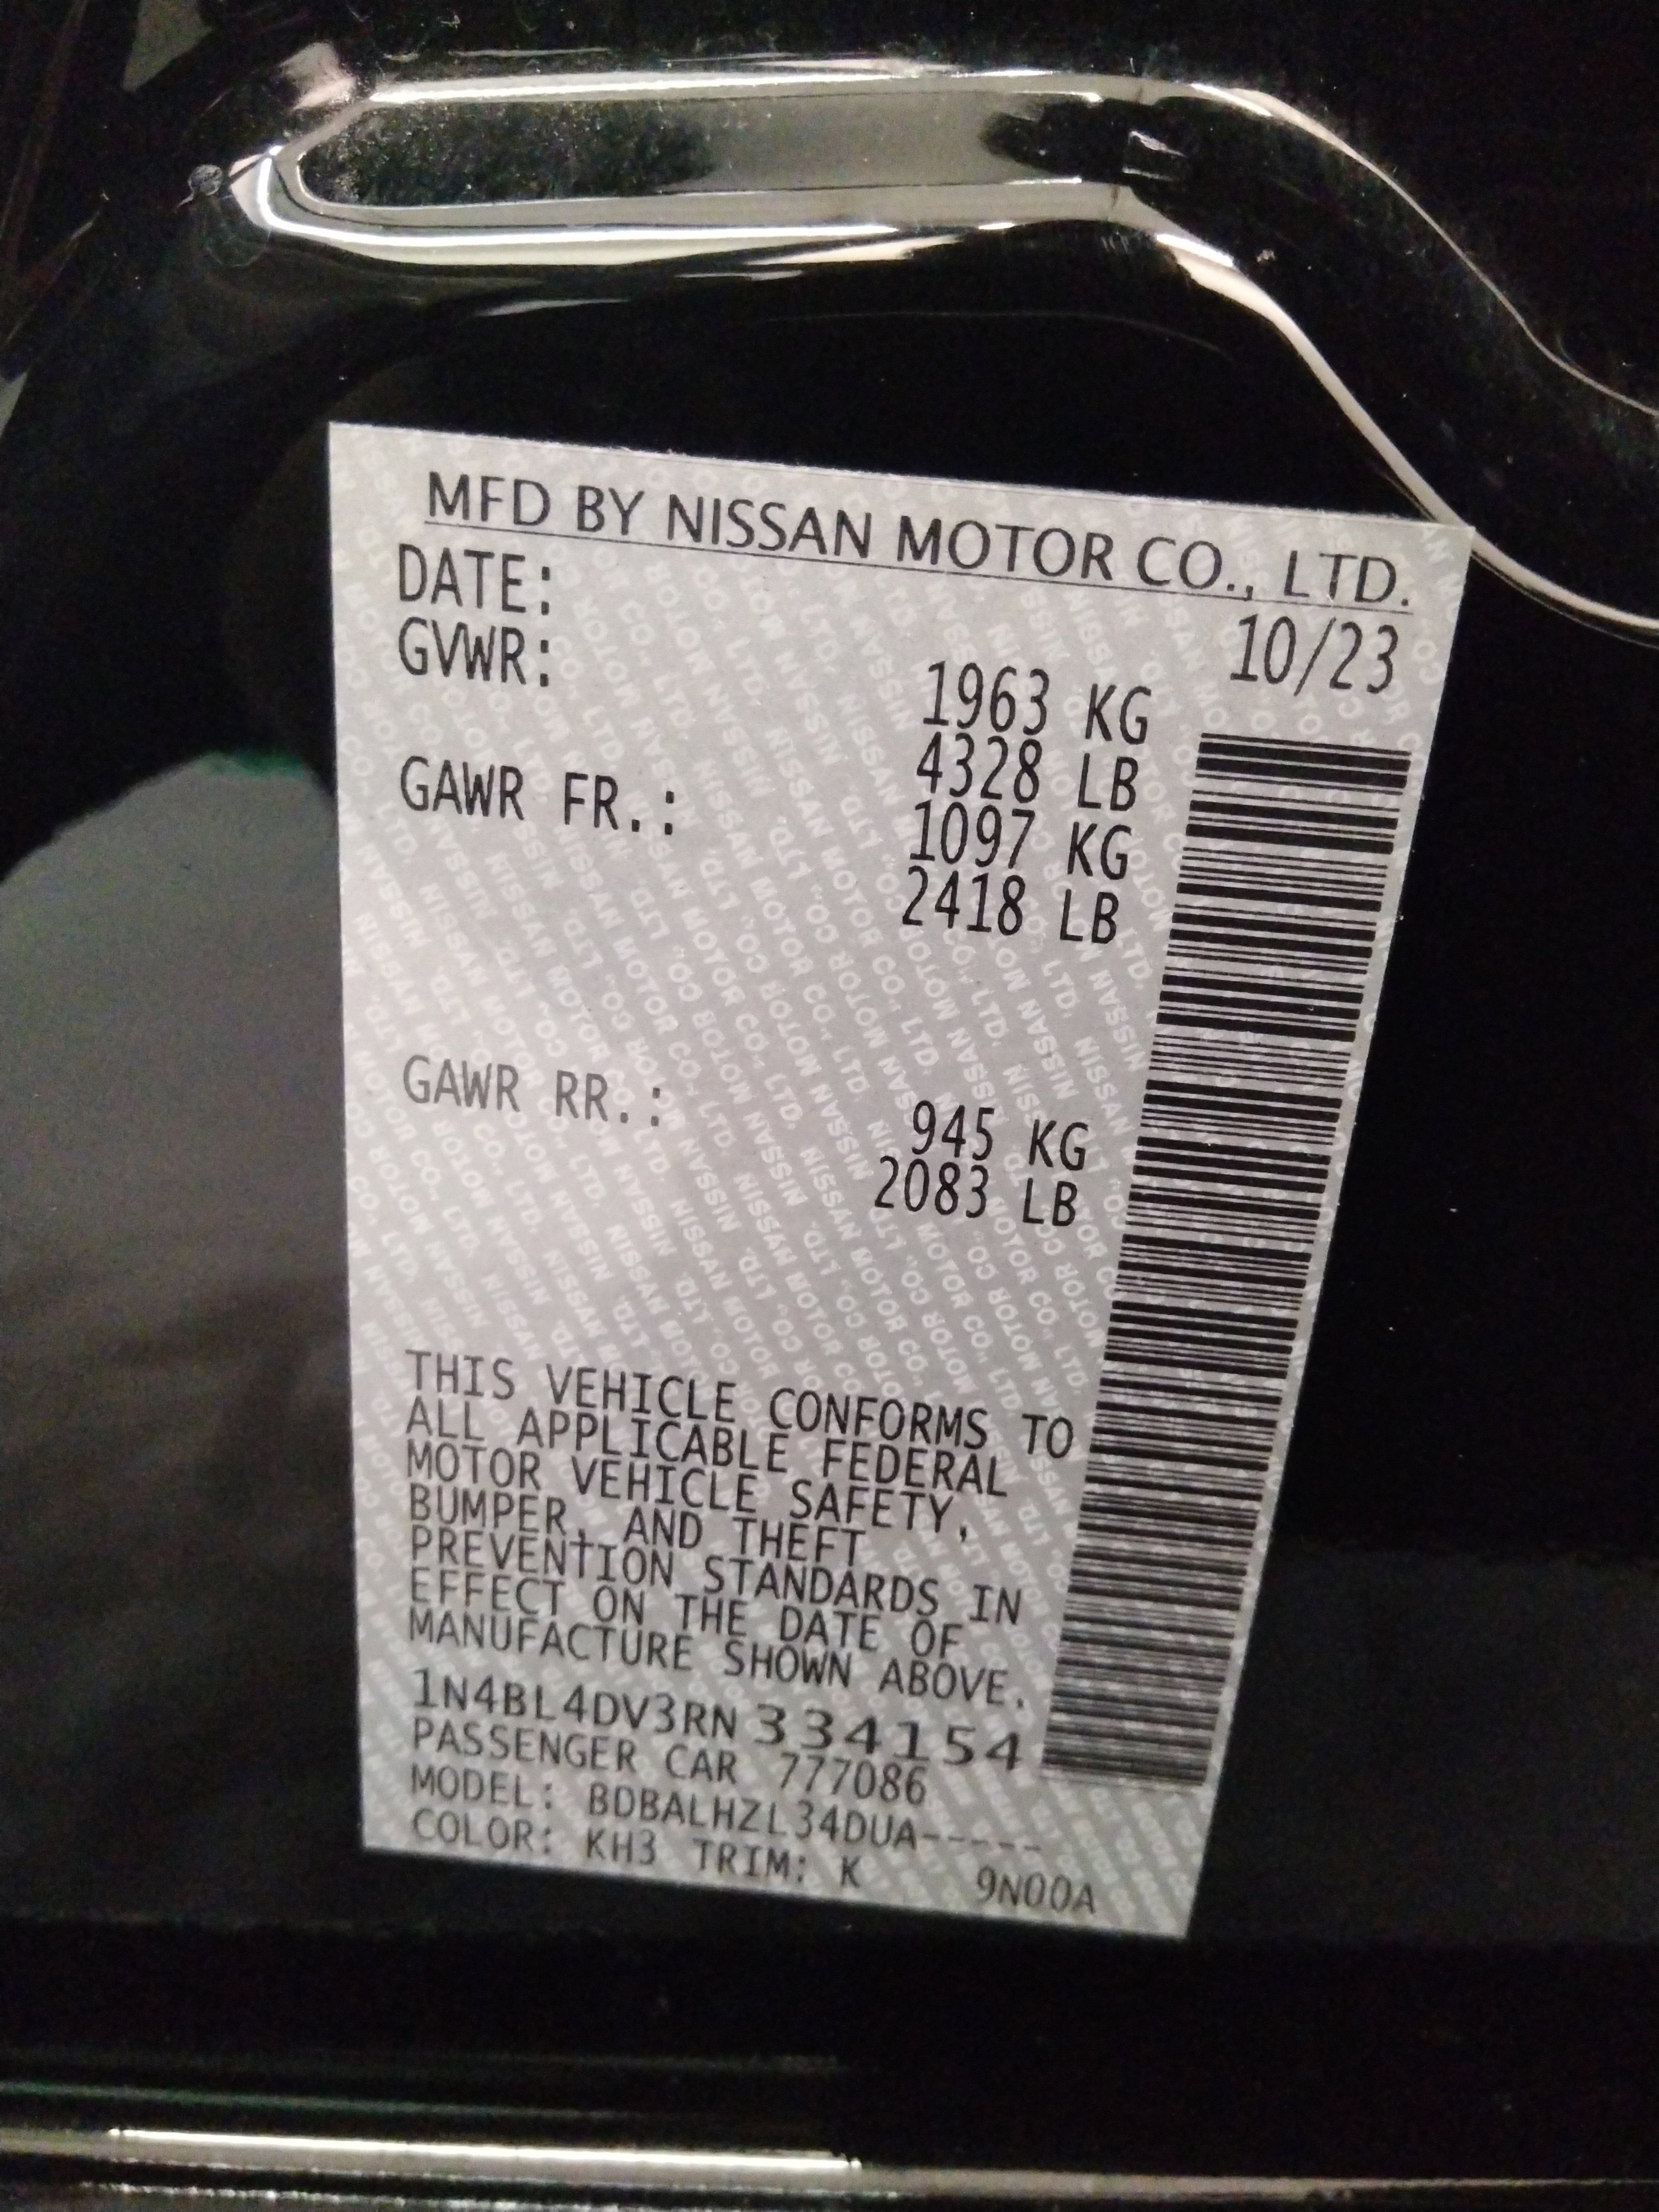 MFD BY NISSAN MOTOR CO., LTD.
DATE: 10/23
GVWR: 1963 KG
4328 LB
GAWR FR.: 1097 KG
2418 LB
GAWR RR.: 945 KG
2083 LB
THIS VEHICLE CONFORMS TO
ALL APPLICABLE FEDERAL
MOTOR VEHICLE SAFETY,
BUMPER, AND THEFT
PREVENTION STANDARDS IN
EFFECT ON THE DATE OF
MANUFACTURE SHOWN ABOVE.
1N4BL4DV3RN334154
PASSENGER CAR 777086
MODEL: BDBALHZL34DUA-----
COLOR: KH3 TRIM: K 9N00A